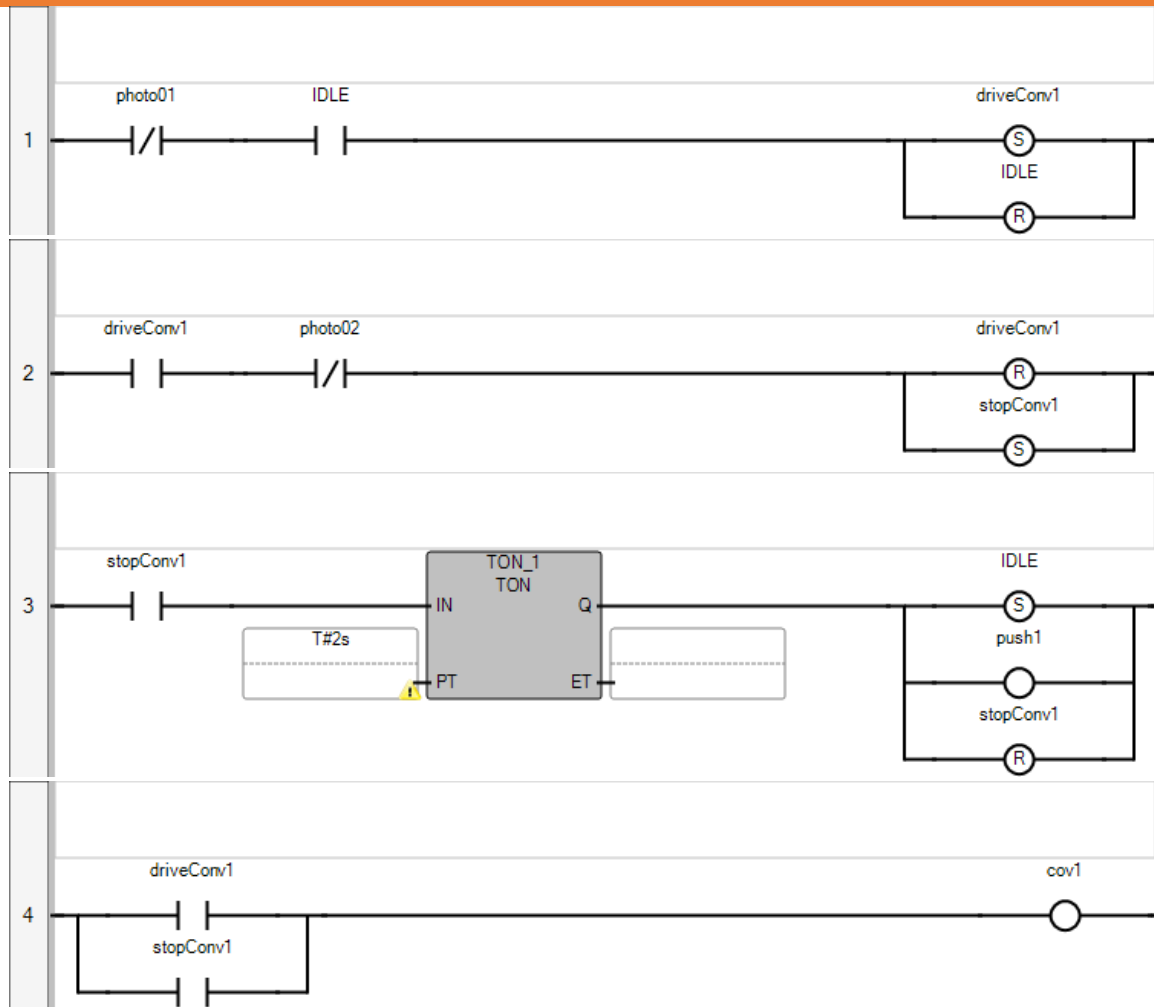 photo01 IDLE driveConv1
1 S
IDLE
R
driveConv1 photo02 driveConv1
2 R
stopConv1
S
stopConv1 TON_1 IDLE
TON
3 IN Q S
T#2s push1
PT ET
stopConv1
R
driveConv1 cov1
4
stopConv1